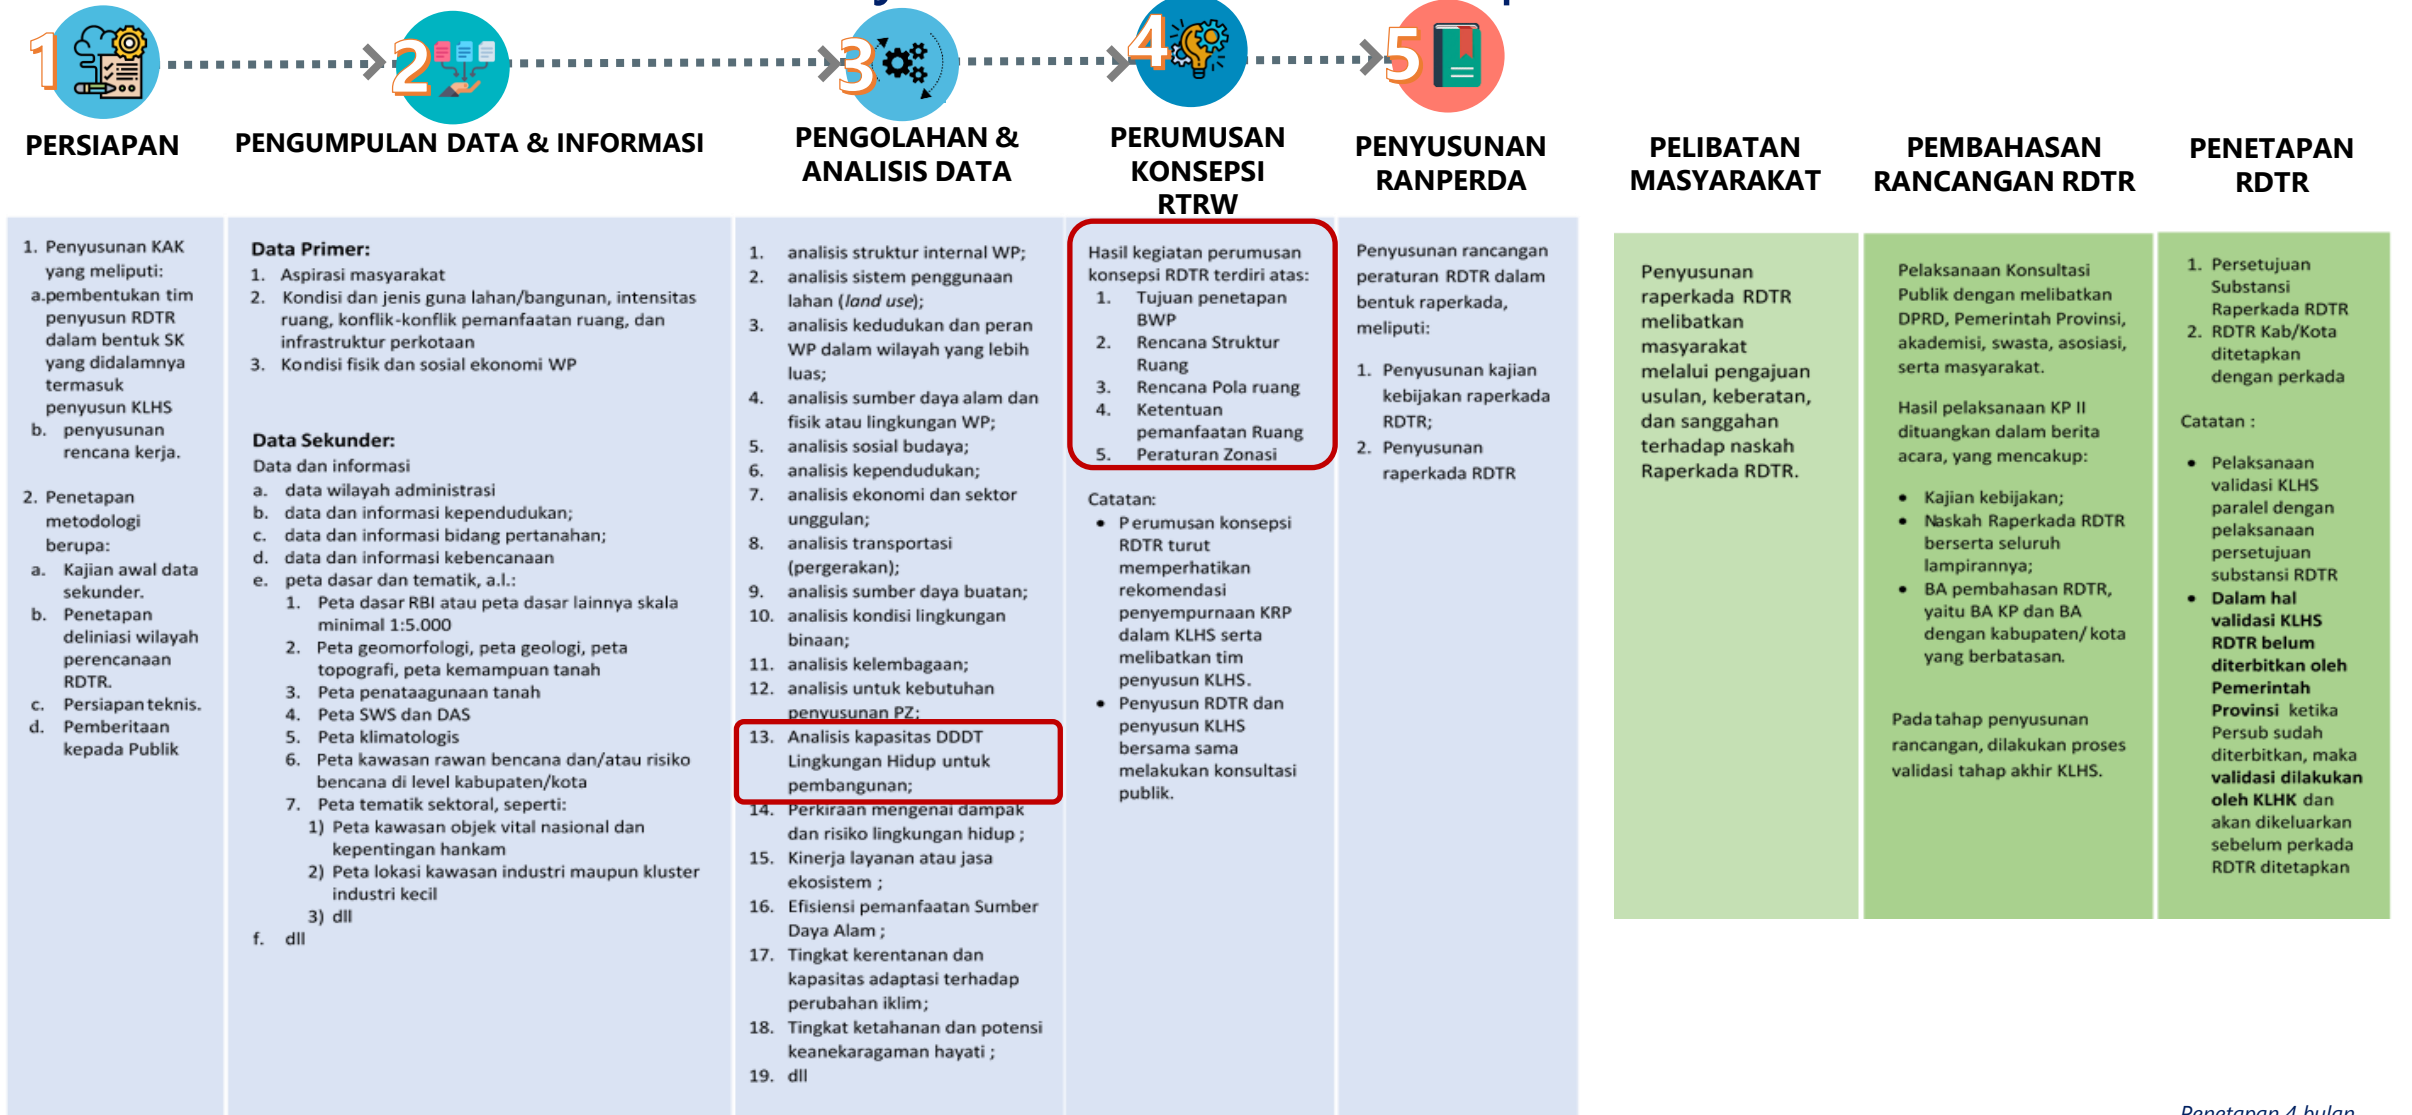 1
2
3
4
5
PERSIAPAN
PENGUMPULAN DATA & INFORMASI
PENGOLAHAN &
ANALISIS DATA
PERUMUSAN
KONSEPSI
RTRW
PENYUSUNAN
RANPERDA
PELIBATAN
MASYARAKAT
PEMBAHASAN
RANCANGAN RDTR
PENETAPAN
RDTR
1. Penyusunan KAK
yang meliputi:
a.pembentukan tim
penyusun RDTR
dalam bentuk SK
yang didalamnya
termasuk
penyusun KLHS
b. penyusunan
rencana kerja.
2. Penetapan
metodologi
berupa:
a. Kajian awal data
sekunder.
b. Penetapan
deliniasi wilayah
perencanaan
RDTR.
c. Persiapan teknis.
d. Pemberitaan
kepada Publik
Data Primer:
1. Aspirasi masyarakat
2. Kondisi dan jenis guna lahan/bangunan, intensitas
ruang, konflik-konflik pemanfaatan ruang, dan
infrastruktur perkotaan
3. Kondisi fisik dan sosial ekonomi WP
Data Sekunder:
Data dan informasi
a. data wilayah administrasi
b. data dan informasi kependudukan;
c. data dan informasi bidang pertanahan;
d. data dan informasi kebencanaan
e. peta dasar dan tematik, a.l.:
1. Peta dasar RBI atau peta dasar lainnya skala
minimal 1:5.000
2. Peta geomorfologi, peta geologi, peta
topografi, peta kemampuan tanah
3. Peta penataagunaan tanah
4. Peta SWS dan DAS
5. Peta klimatologis
6. Peta kawasan rawan bencana dan/atau risiko
bencana di level kabupaten/kota
7. Peta tematik sektoral, seperti:
1) Peta kawasan objek vital nasional dan
kepentingan hankam
2) Peta lokasi kawasan industri maupun kluster
industri kecil
3) dll
f. dll
1. analisis struktur internal WP;
2. analisis sistem penggunaan
lahan (land use);
3. analisis kedudukan dan peran
WP dalam wilayah yang lebih
luas;
4. analisis sumber daya alam dan
fisik atau lingkungan WP;
5. analisis sosial budaya;
6. analisis kependudukan;
7. analisis ekonomi dan sektor
unggulan;
8. analisis transportasi
(pergerakan);
9. analisis sumber daya buatan;
10. analisis kondisi lingkungan
binaan;
11. analisis kelembagaan;
12. analisis untuk kebutuhan
penyusunan PZ;
13. Analisis kapasitas DDDT
Lingkungan Hidup untuk
pembangunan;
14. Perkiraan mengenai dampak
dan risiko lingkungan hidup ;
15. Kinerja layanan atau jasa
ekosistem ;
16. Efisiensi pemanfaatan Sumber
Daya Alam ;
17. Tingkat kerentanan dan
kapasitas adaptasi terhadap
perubahan iklim;
18. Tingkat ketahanan dan potensi
keanekaragaman hayati ;
19. dll
Hasil kegiatan perumusan
konsepsi RDTR terdiri atas:
1. Tujuan penetapan
BWP
2. Rencana Struktur
Ruang
3. Rencana Pola ruang
4. Ketentuan
pemanfaatan Ruang
5. Peraturan Zonasi
Catatan:
• Perumusan konsepsi
RDTR turut
memperhatikan
rekomendasi
penyempurnaan KRP
dalam KLHS serta
melibatkan tim
penyusun KLHS.
• Penyusun RDTR dan
penyusun KLHS
bersama sama
melakukan konsultasi
publik.
Penyusunan rancangan
peraturan RDTR dalam
bentuk raperkada,
meliputi:
1. Penyusunan kajian
kebijakan raperkada
RDTR;
2. Penyusunan
raperkada RDTR
Penyusunan
raperkada RDTR
melibatkan
masyarakat
melalui pengajuan
usulan, keberatan,
dan sanggahan
terhadap naskah
Raperkada RDTR.
Pelaksanaan Konsultasi
Publik dengan melibatkan
DPRD, Pemerintah Provinsi,
akademisi, swasta, asosiasi,
serta masyarakat.
Hasil pelaksanaan KP II
dituangkan dalam berita
acara, yang mencakup:
• Kajian kebijakan;
• Naskah Raperkada RDTR
berserta seluruh
lampirannya;
• BA pembahasan RDTR,
yaitu BA KP dan BA
dengan kabupaten/kota
yang berbatasan.
Pada tahap penyusunan
rancangan, dilakukan proses
validasi tahap akhir KLHS.
1. Persetujuan
Substansi
Raperkada RDTR
2. RDTR Kab/Kota
ditetapkan
dengan perkada
Catatan :
• Pelaksanaan
validasi KLHS
paralel dengan
pelaksanaan
persetujuan
substansi RDTR
• Dalam hal
validasi KLHS
RDTR belum
diterbitkan oleh
Pemerintah
Provinsi ketika
Persub sudah
diterbitkan, maka
validasi dilakukan
oleh KLHK dan
akan dikeluarkan
sebelum perkada
RDTR ditetapkan
Penetapan 4 bulan